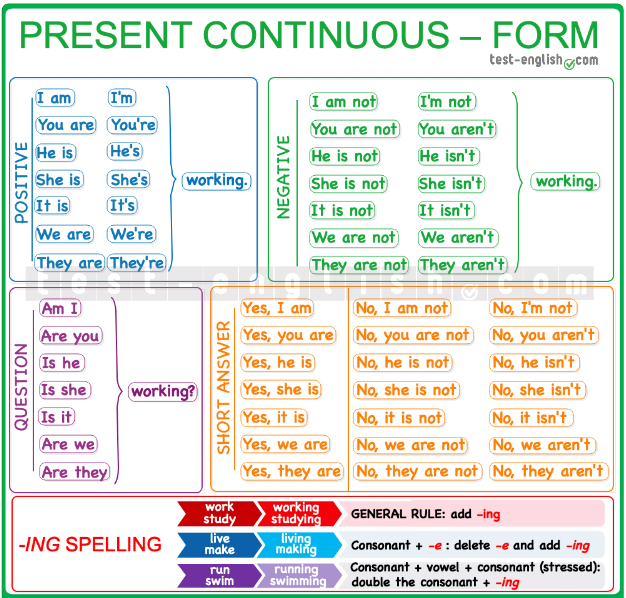 PRESENT CONTINUOUS – FORM
test-english.com
POSITIVE
I am I'm
You are You're
He is He's
She is She's
It is It's
We are We're
They are They're
working.
NEGATIVE
I am not I'm not
You are not You aren't
He is not He isn't
She is not She isn't
It is not It isn't
We are not We aren't
They are not They aren't
working.
test-english.com
QUESTION
Am I
Are you
Is he
Is she
Is it
Are we
Are they
working?
SHORT ANSWER
Yes, I am No, I am not No, I'm not
Yes, you are No, you are not No, you aren't
Yes, he is No, he is not No, he isn't
Yes, she is No, she is not No, she isn't
Yes, it is No, it is not No, it isn't
Yes, we are No, we are not No, we aren't
Yes, they are No, they are not No, they aren't
-ING SPELLING
work working
study studying
GENERAL RULE: add –ing
live living
make making
Consonant + –e : delete –e and add –ing
run running
swim swimming
Consonant + vowel + consonant (stressed):
double the consonant + –ing